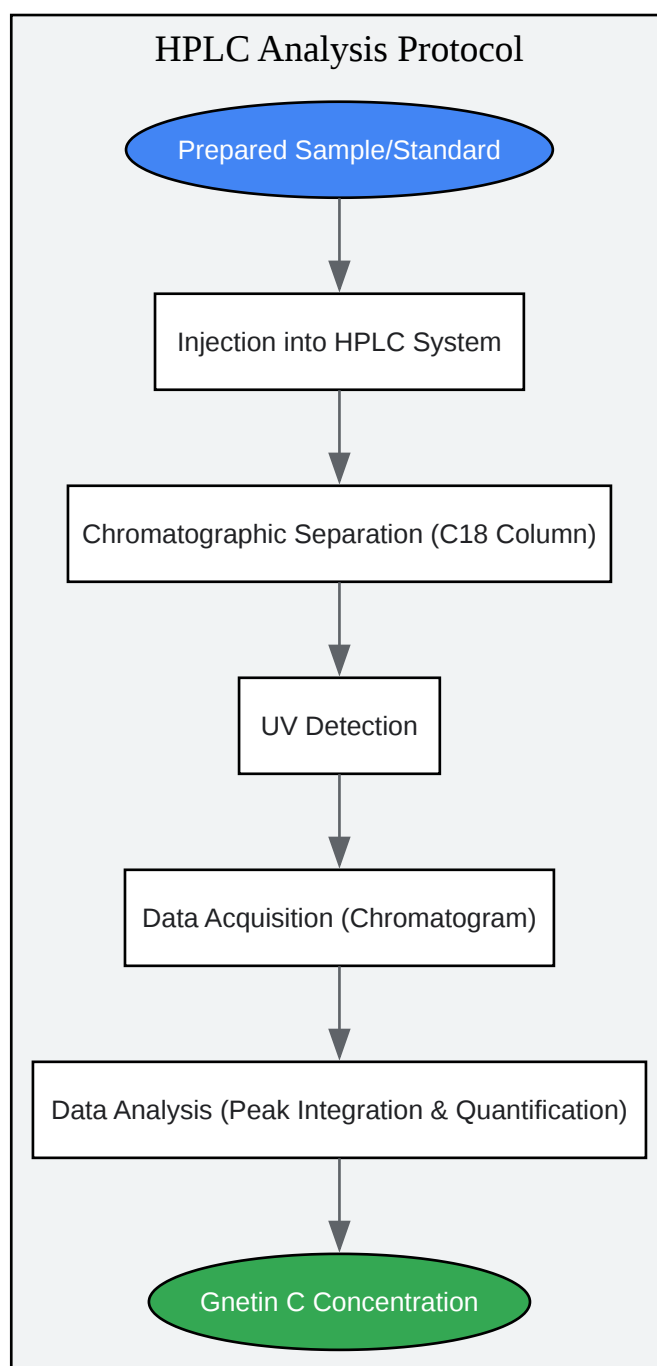 HPLC Analysis Protocol
Prepared Sample/Standard
Injection into HPLC System
Chromatographic Separation (C18 Column)
UV Detection
Data Acquisition (Chromatogram)
Data Analysis (Peak Integration & Quantification)
Gnetin C Concentration